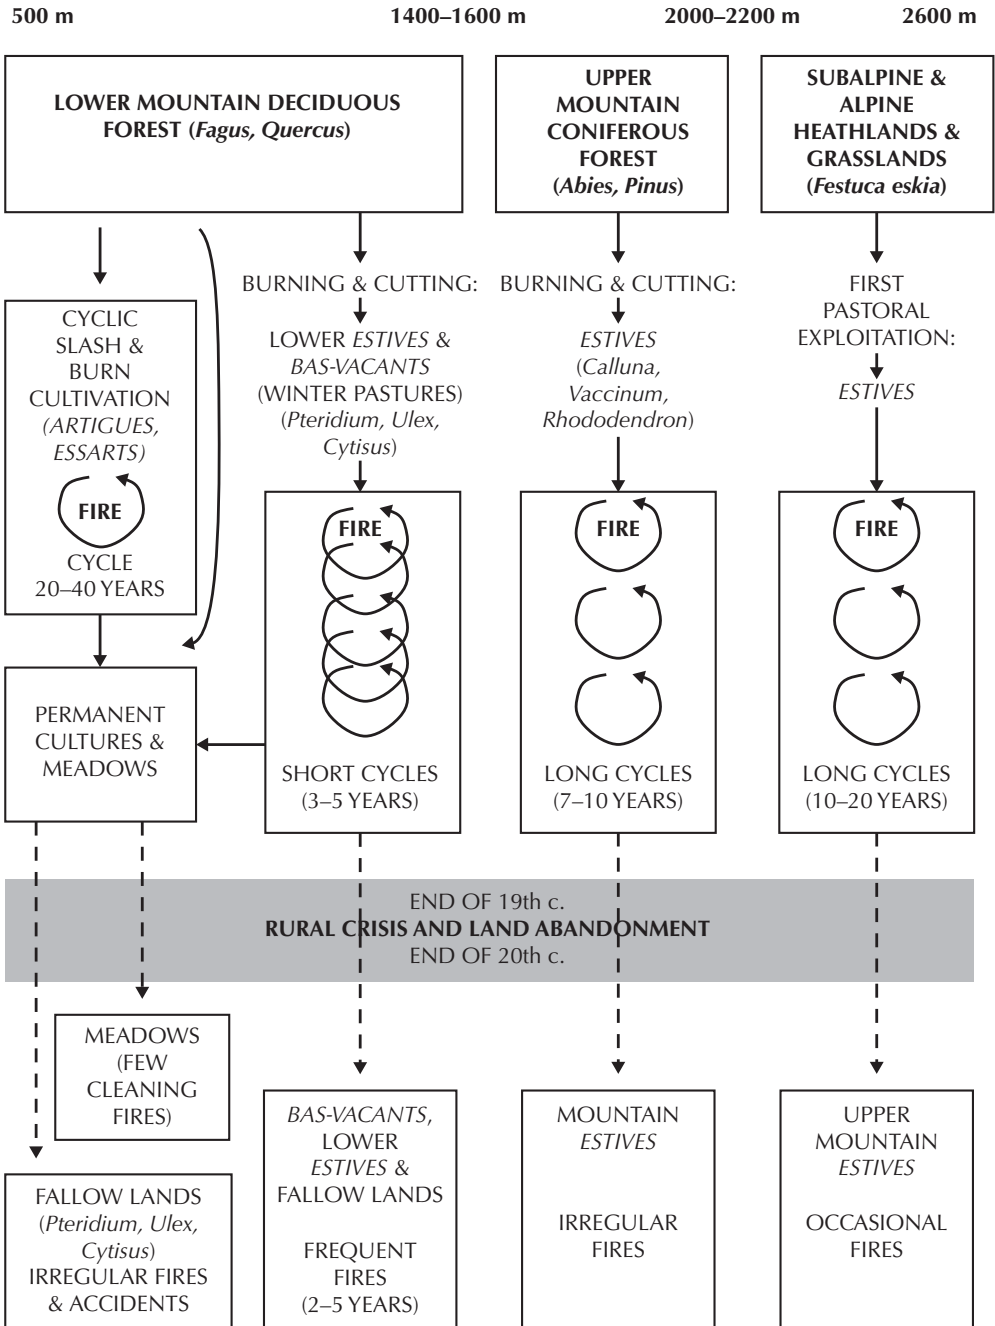 500 m
1400–1600 m
2000–2200 m
2600 m
LOWER MOUNTAIN DECIDUOUS
FOREST (Fagus, Quercus)
UPPER
MOUNTAIN
CONIFEROUS
FOREST
(Abies, Pinus)
SUBALPINE &
ALPINE
HEATHLANDS &
GRASSLANDS
(Festuca eskia)
CYCLIC
SLASH &
BURN
CULTIVATION
(ARTIGUES,
ESSARTS)
FIRE
CYCLE
20–40 YEARS
BURNING & CUTTING:
LOWER ESTIVES &
BAS-VACANTS
(WINTER PASTURES)
(Pteridium, Ulex,
Cytisus)
FIRE
SHORT CYCLES
(3–5 YEARS)
BURNING & CUTTING:
ESTIVES
(Calluna,
Vaccinum,
Rhododendron)
FIRE
LONG CYCLES
(7–10 YEARS)
FIRST
PASTORAL
EXPLOITATION:
ESTIVES
FIRE
LONG CYCLES
(10–20 YEARS)
PERMANENT
CULTURES &
MEADOWS
END OF 19th c.
RURAL CRISIS AND LAND ABANDONMENT
END OF 20th c.
MEADOWS
(FEW
CLEANING
FIRES)
FALLOW LANDS
(Pteridium, Ulex,
Cytisus)
IRREGULAR FIRES
& ACCIDENTS
BAS-VACANTS,
LOWER
ESTIVES &
FALLOW LANDS
FREQUENT
FIRES
(2–5 YEARS)
MOUNTAIN
ESTIVES
IRREGULAR
FIRES
UPPER
MOUNTAIN
ESTIVES
OCCASIONAL
FIRES